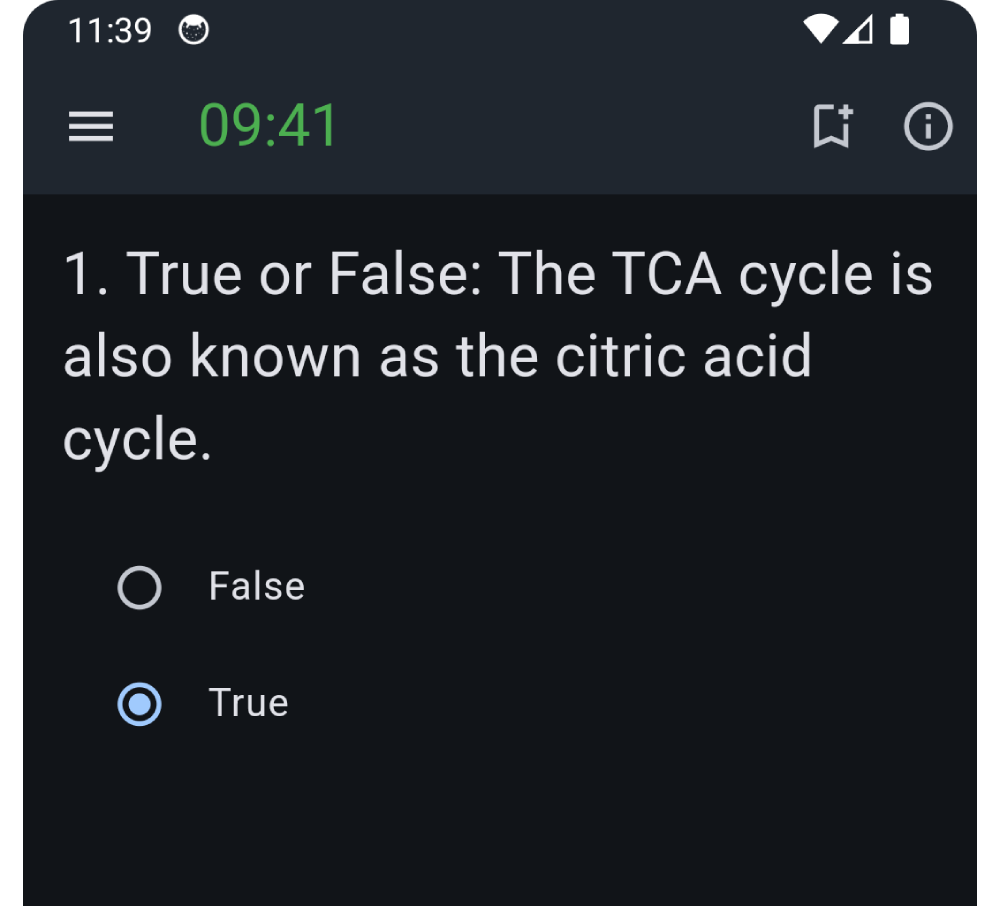 11:39
09:41
1. True or False: The TCA cycle is
also known as the citric acid
cycle.
False
True